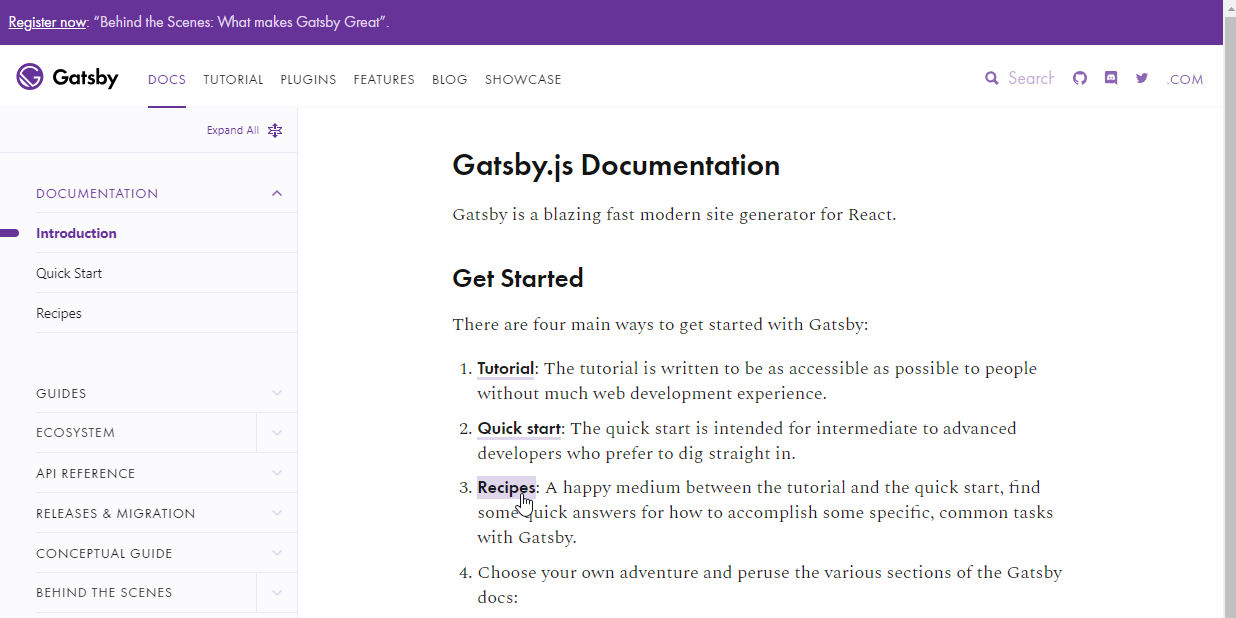 Register now: “Behind the Scenes: What makes Gatsby Great”.
Gatsby DOCS TUTORIAL PLUGINS FEATURES BLOG SHOWCASE Search .COM
Expand All
DOCUMENTATION
Introduction
Quick Start
Recipes
GUIDES
ECOSYSTEM
API REFERENCE
RELEASES & MIGRATION
CONCEPTUAL GUIDE
BEHIND THE SCENES
Gatsby.js Documentation
Gatsby is a blazing fast modern site generator for React.
Get Started
There are four main ways to get started with Gatsby:
1. Tutorial: The tutorial is written to be as accessible as possible to people
without much web development experience.
2. Quick start: The quick start is intended for intermediate to advanced
developers who prefer to dig straight in.
3. Recipes: A happy medium between the tutorial and the quick start, find
some quick answers for how to accomplish some specific, common tasks
with Gatsby.
4. Choose your own adventure and peruse the various sections of the Gatsby
docs: